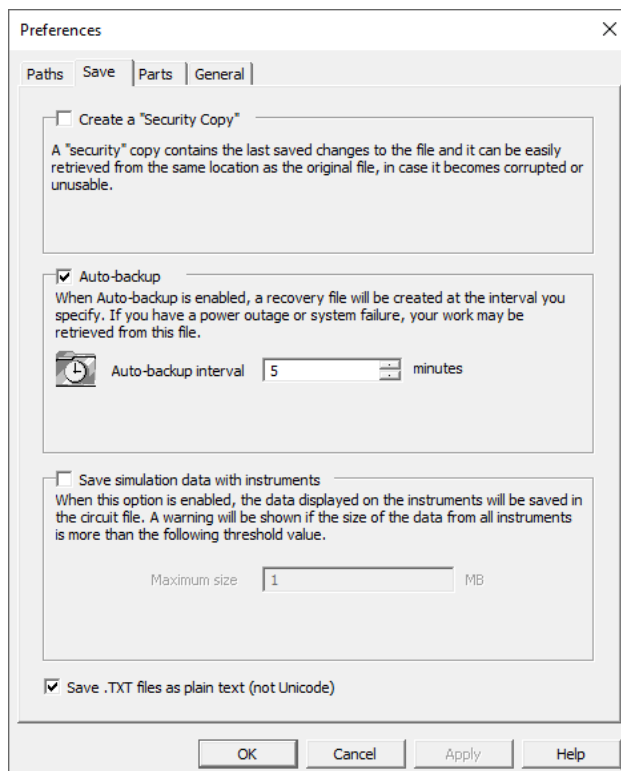 Preferences
Paths Save Parts General
Create a "Security Copy"
A "security" copy contains the last saved changes to the file and it can be easily
retrieved from the same location as the original file, in case it becomes corrupted or
unusable.
Auto-backup
When Auto-backup is enabled, a recovery file will be created at the interval you
specify. If you have a power outage or system failure, your work may be
retrieved from this file.
Auto-backup interval 5 minutes
Save simulation data with instruments
When this option is enabled, the data displayed on the instruments will be saved in
the circuit file. A warning will be shown if the size of the data from all instruments
is more than the following threshold value.
Maximum size 1 MB
Save .TXT files as plain text (not Unicode)
OK Cancel Apply Help